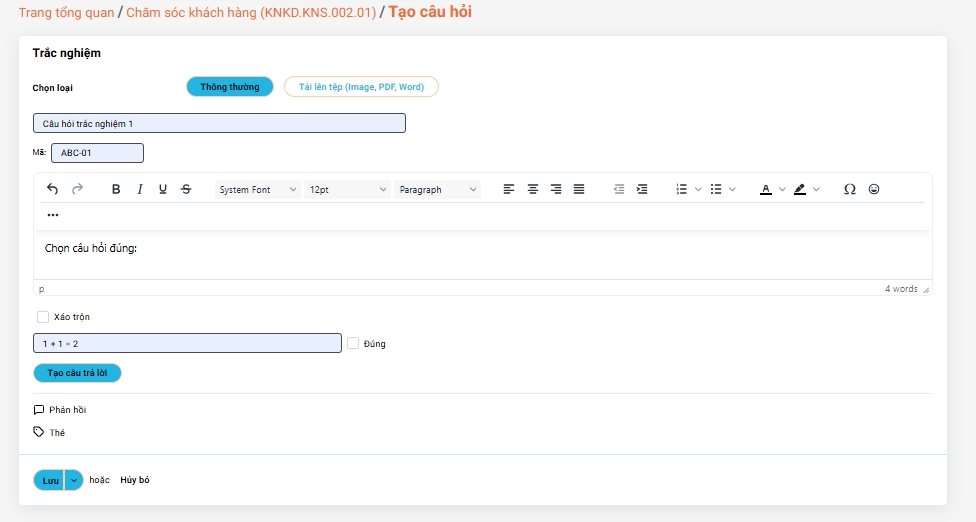 Trang tổng quan / Chăm sóc khách hàng (KNKD.KNS.002.01) / Tạo câu hỏi
Trắc nghiệm
Chọn loại Thông thường Tải lên tệp (Image, PDF, Word)
Câu hỏi trắc nghiệm 1
Mã: ABC-01
B I U S System Font 12pt Paragraph A Ω
Chọn câu hỏi đúng:
p 4 words
Xáo trộn
1 + 1 = 2 Đúng
Tạo câu trả lời
Phản hồi
Thẻ
Lưu hoặc Hủy bỏ